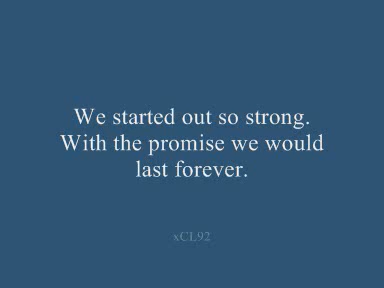 We started out so strong.
With the promise we would
last forever.
xCL92